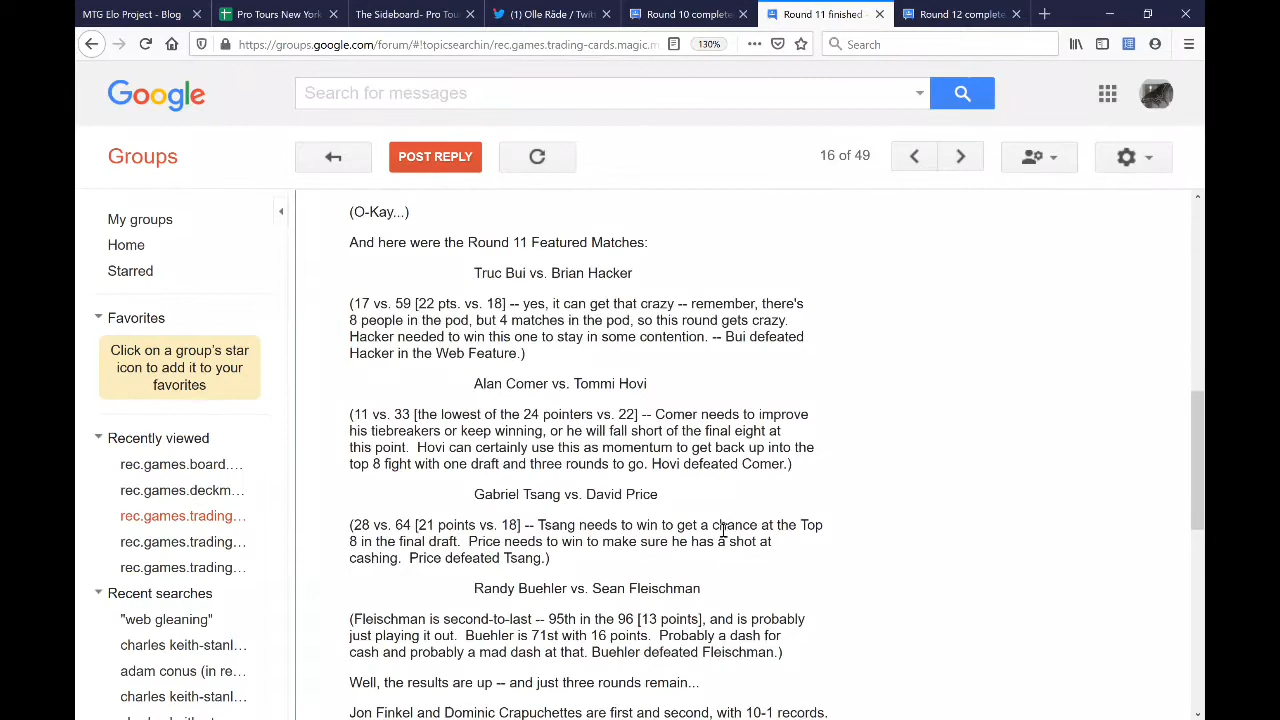 MTG Elo Project - Blog
Pro Tours New York
The Sideboard- Pro Tour
(1) Olle Råde / Twit
Round 10 complete
Round 11 finished -
Round 12 complete
https://groups.google.com/forum/#!topicsearchin/rec.games.trading-cards.magic.m
130%
Search
Google
Search for messages
Groups
POST REPLY
16 of 49
My groups
Home
Starred
Favorites
Click on a group's star
icon to add it to your
favorites
Recently viewed
rec.games.board....
rec.games.deckm...
rec.games.trading...
rec.games.trading...
rec.games.trading...
Recent searches
"web gleaning"
charles keith-stanl...
adam conus (in re...
charles keith-stanl...
(O-Kay...)
And here were the Round 11 Featured Matches:
Truc Bui vs. Brian Hacker
(17 vs. 59 [22 pts. vs. 18] -- yes, it can get that crazy -- remember, there's
8 people in the pod, but 4 matches in the pod, so this round gets crazy.
Hacker needed to win this one to stay in some contention. -- Bui defeated
Hacker in the Web Feature.)
Alan Comer vs. Tommi Hovi
(11 vs. 33 [the lowest of the 24 pointers vs. 22] -- Comer needs to improve
his tiebreakers or keep winning, or he will fall short of the final eight at
this point. Hovi can certainly use this as momentum to get back up into the
top 8 fight with one draft and three rounds to go. Hovi defeated Comer.)
Gabriel Tsang vs. David Price
(28 vs. 64 [21 points vs. 18] -- Tsang needs to win to get a chance at the Top
8 in the final draft. Price needs to win to make sure he has a shot at
cashing. Price defeated Tsang.)
Randy Buehler vs. Sean Fleischman
(Fleischman is second-to-last -- 95th in the 96 [13 points], and is probably
just playing it out. Buehler is 71st with 16 points. Probably a dash for
cash and probably a mad dash at that. Buehler defeated Fleischman.)
Well, the results are up -- and just three rounds remain...
Jon Finkel and Dominic Crapuchettes are first and second, with 10-1 records.